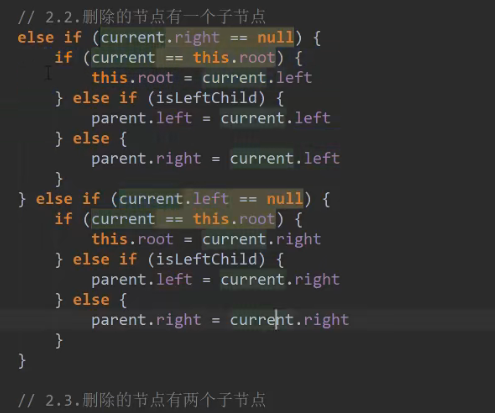 // 2.2.删除的节点有一个子节点
else if (current.right == null) {
    if (current == this.root) {
        this.root = current.left
    } else if (isLeftChild) {
        parent.left = current.left
    } else {
        parent.right = current.left
    }
} else if (current.left == null) {
    if (current == this.root) {
        this.root = current.right
    } else if (isLeftChild) {
        parent.left = current.right
    } else {
        parent.right = current.right
    }
}
// 2.3.删除的节点有两个子节点